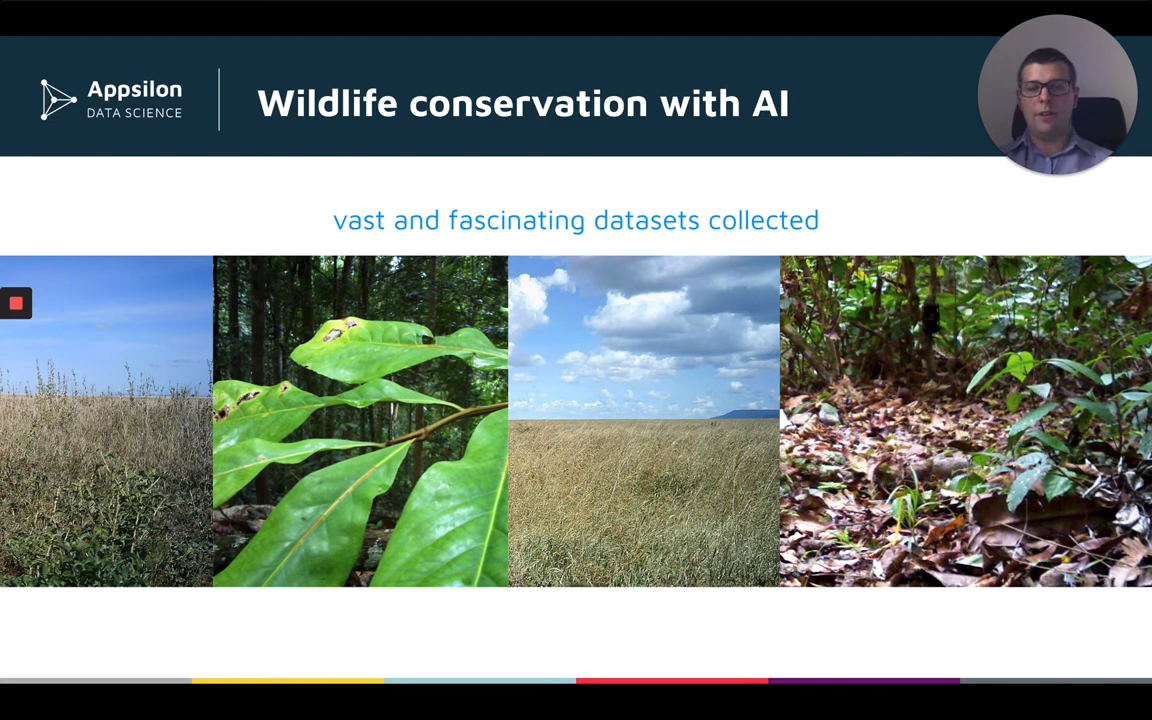 Appsilon
DATA SCIENCE
Wildlife conservation with AI
vast and fascinating datasets collected